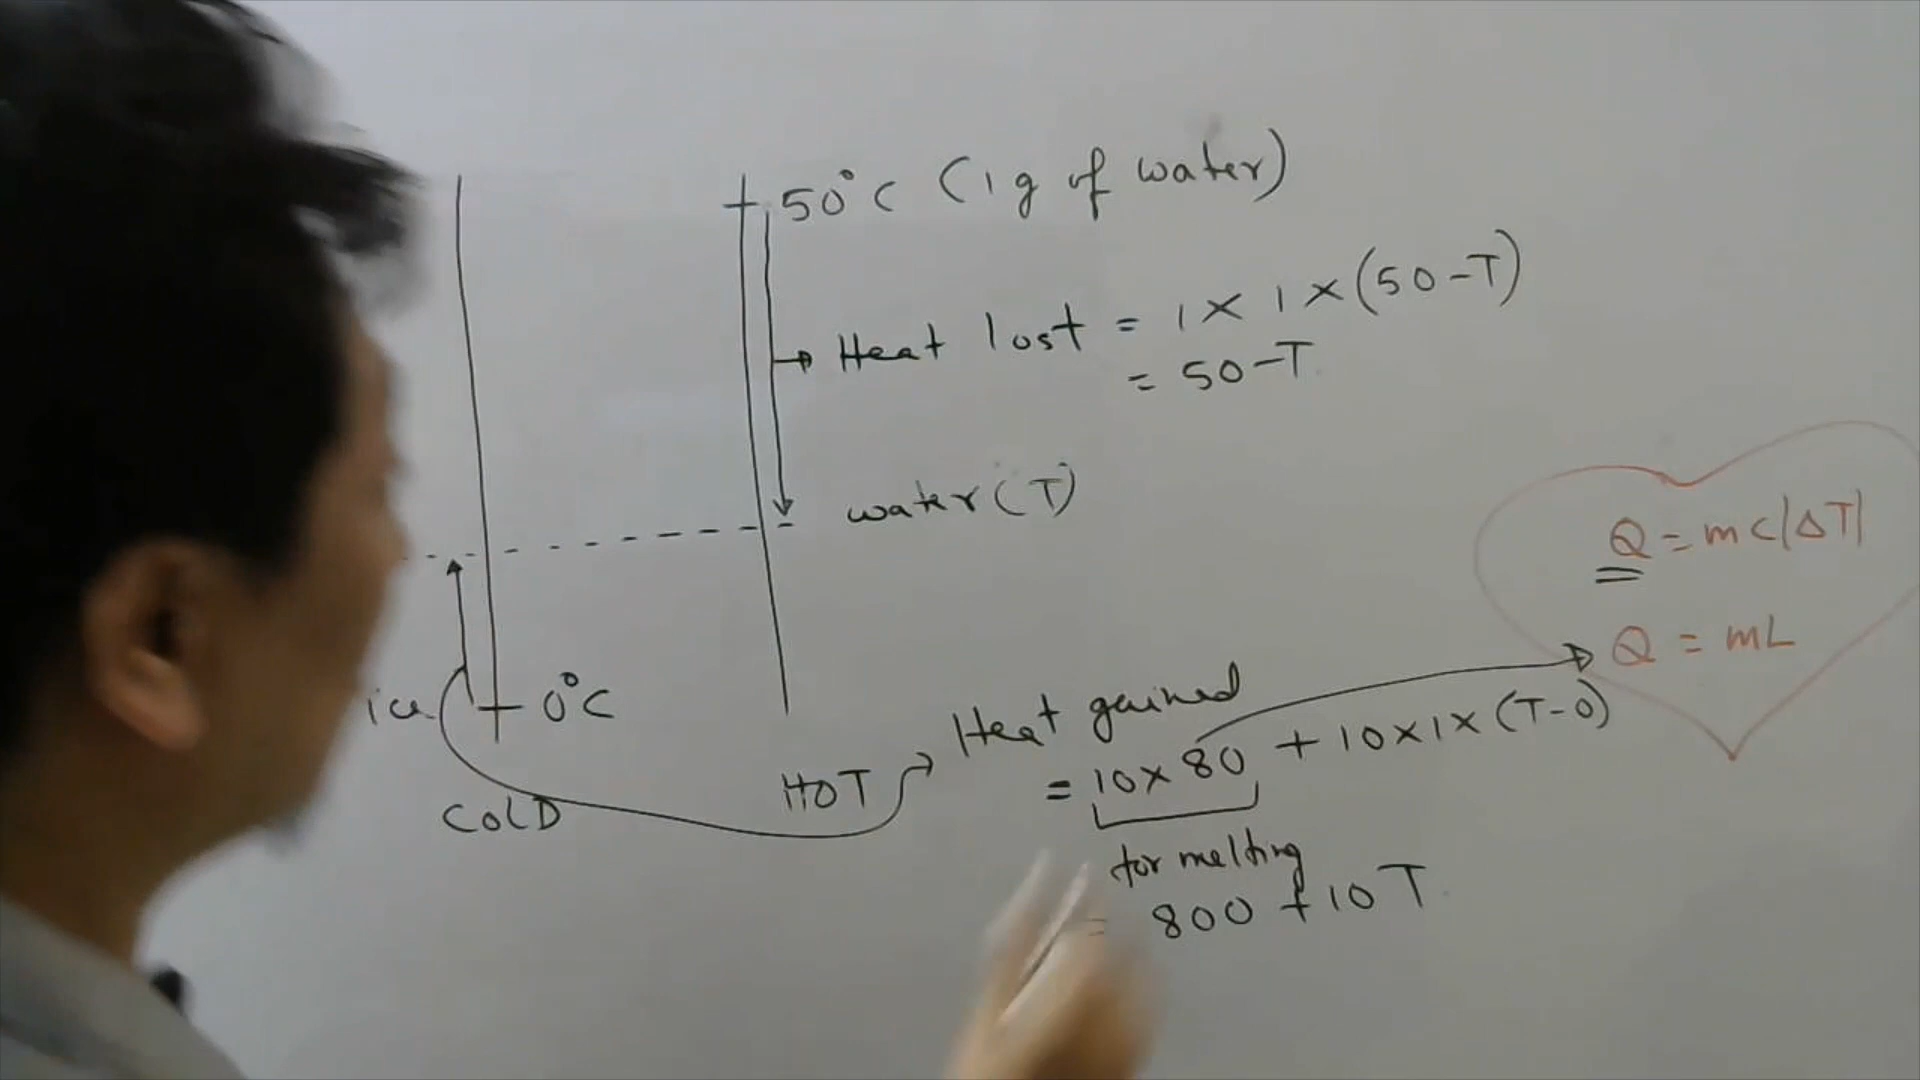 50°C (1 g of water)
Heat lost = 1 × 1 × (50-T)
= 50-T
water (T)
Q = mc|ΔT|
Q = mL
ice 0°C
Heat gained
= 10 × 80 + 10 × 1 × (T-0)
HOT
COLD
for melting
= 800 + 10T